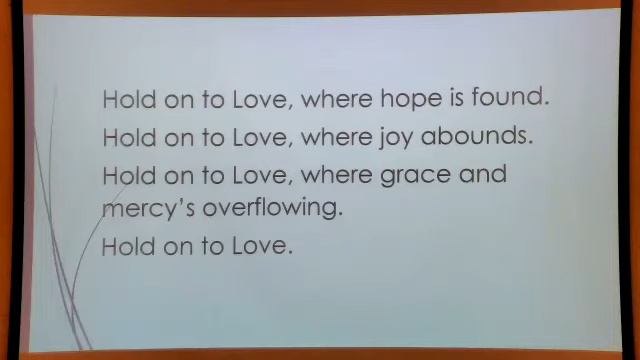 Hold on to Love, where hope is found.
Hold on to Love, where joy abounds.
Hold on to Love, where grace and
mercy's overflowing.
Hold on to Love.